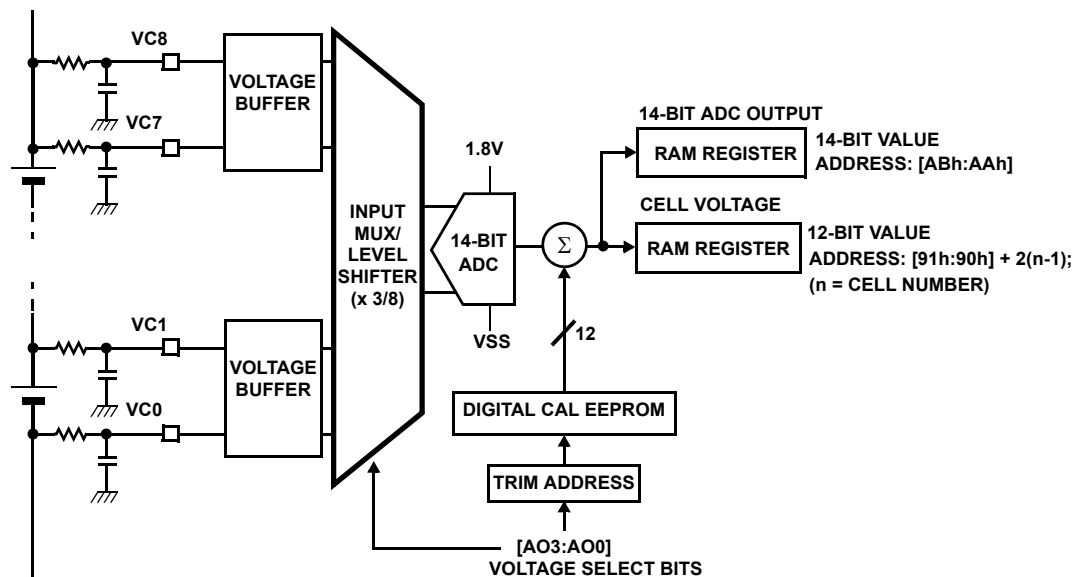 VC8
VOLTAGE
BUFFER
VC7
14-BIT ADC OUTPUT
RAM REGISTER
14-BIT VALUE
ADDRESS: [ABh:AAh]
1.8V
INPUT
MUX/
LEVEL
SHIFTER
(x 3/8)
14-BIT
ADC
Σ
CELL VOLTAGE
RAM REGISTER
12-BIT VALUE
ADDRESS: [91h:90h] + 2(n-1);
(n = CELL NUMBER)
VSS
12
VC1
VOLTAGE
BUFFER
VC0
DIGITAL CAL EEPROM
TRIM ADDRESS
[AO3:AO0]
VOLTAGE SELECT BITS